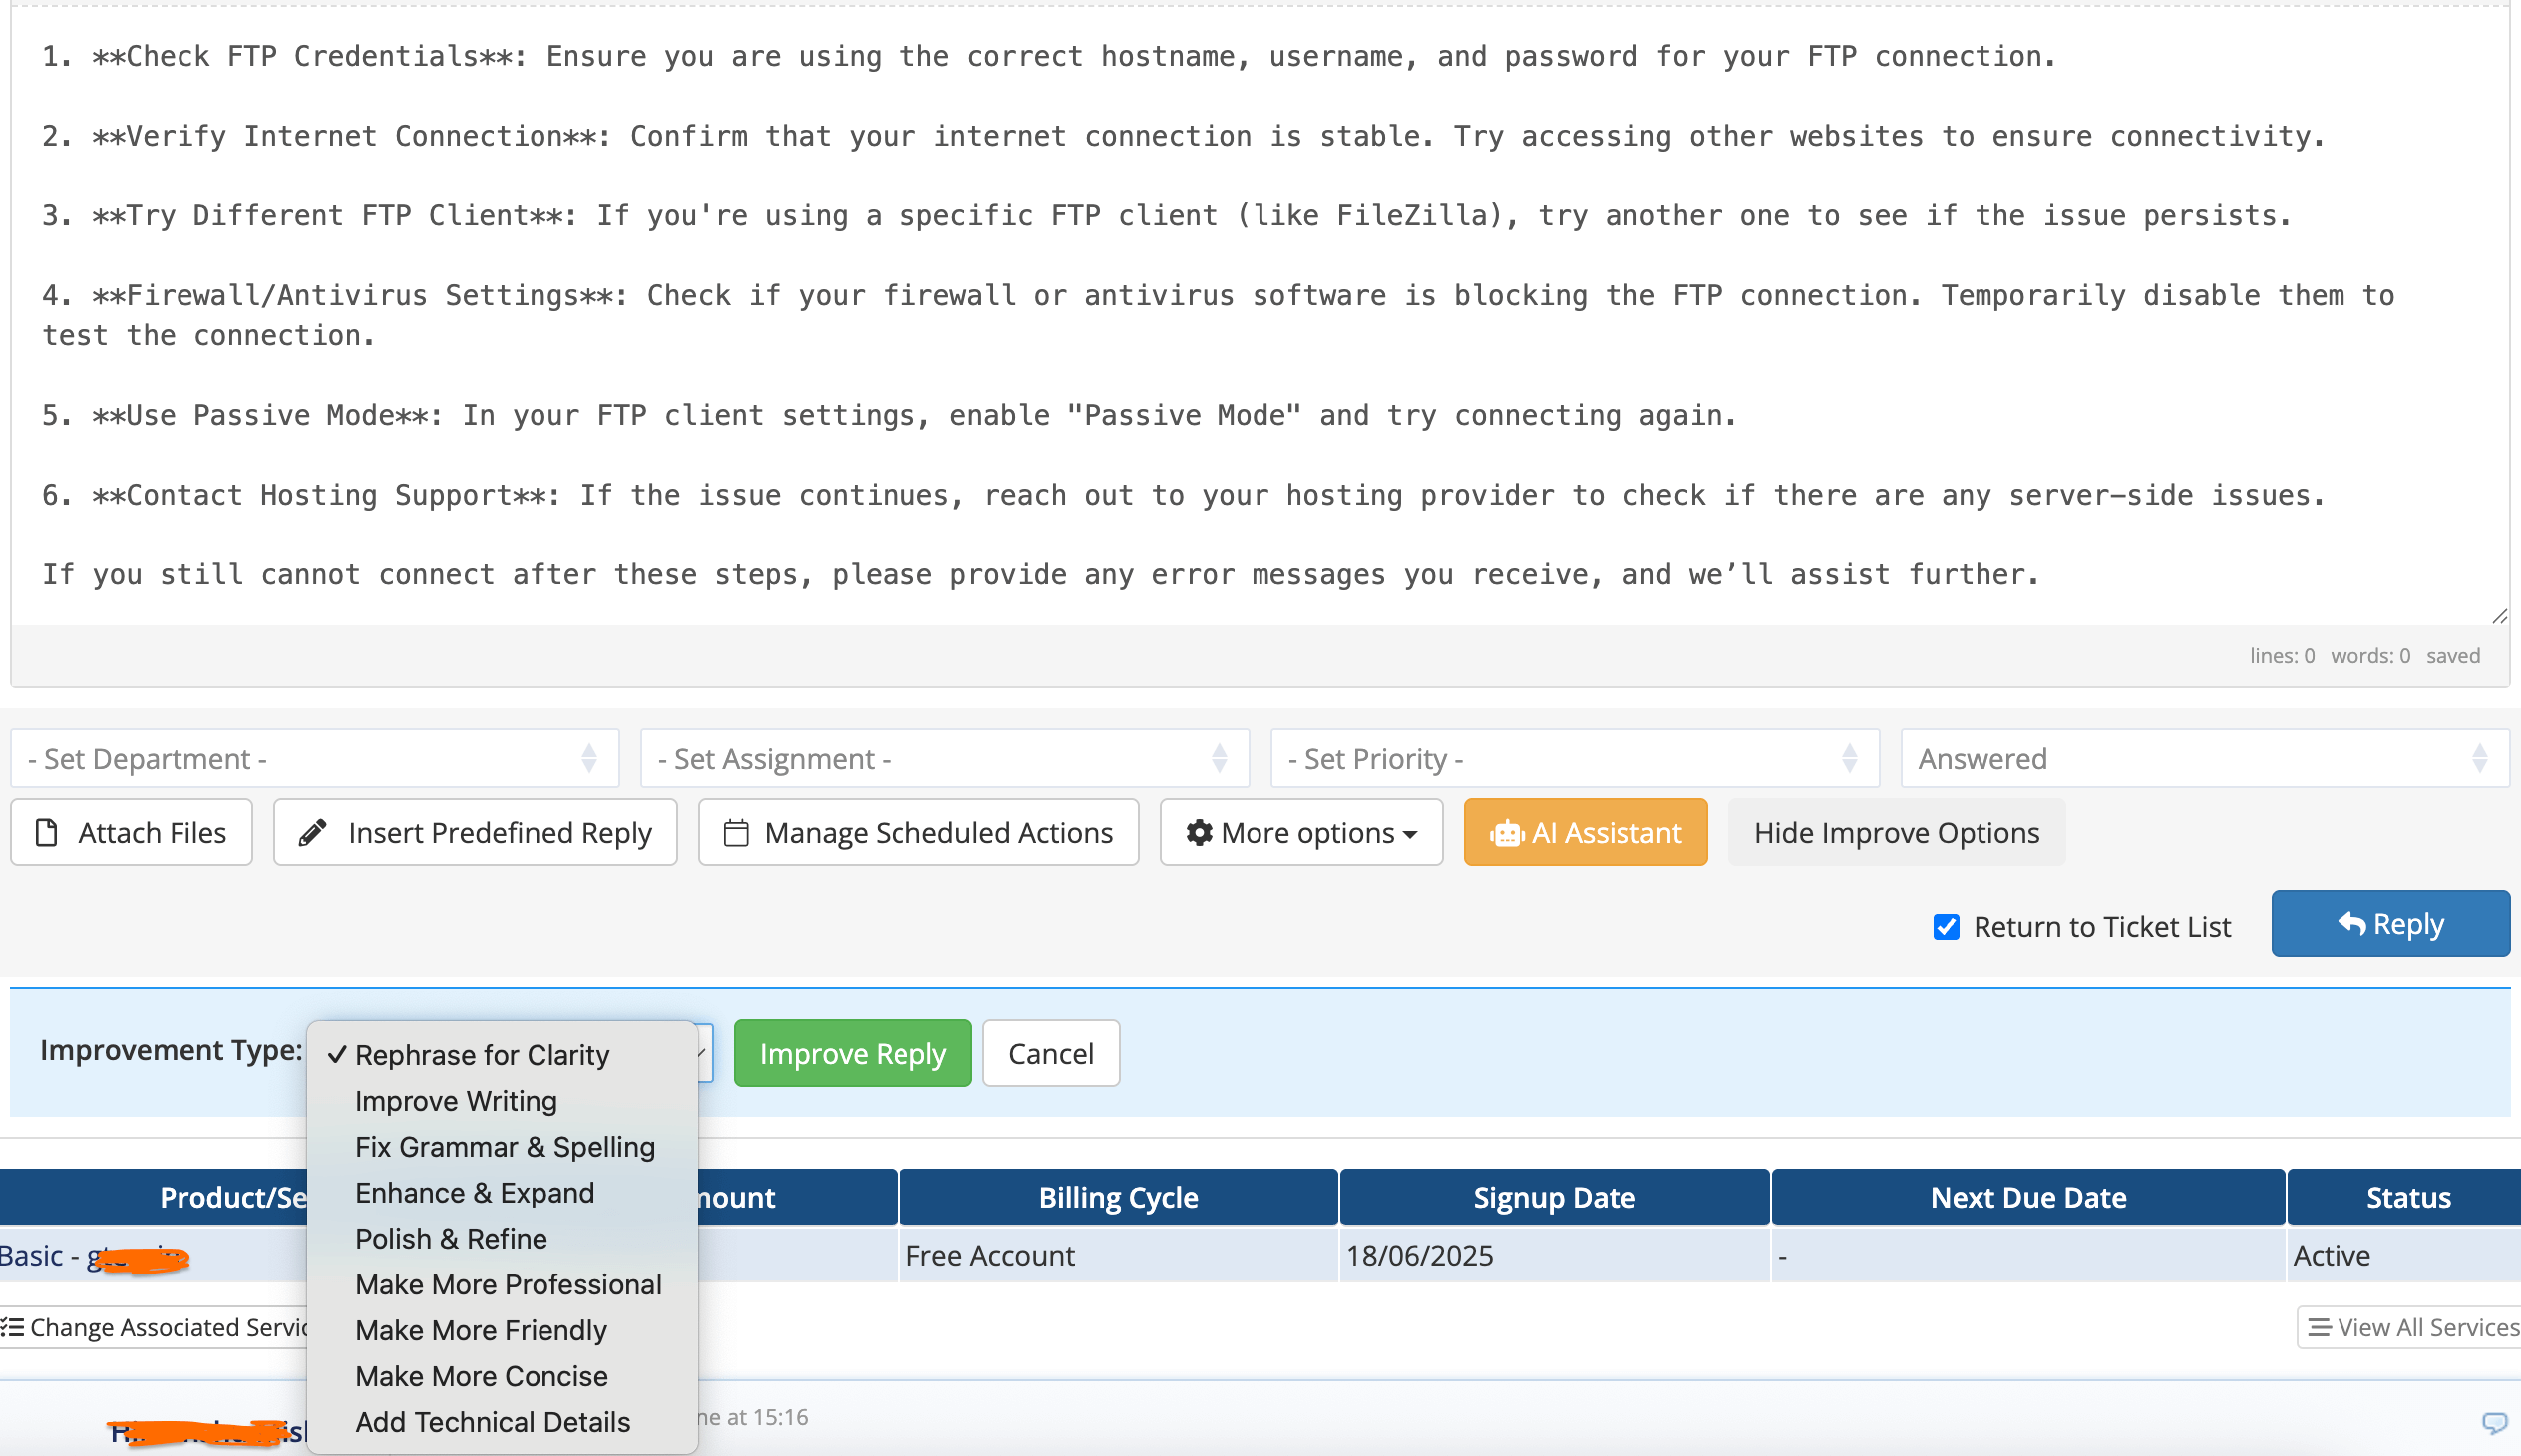 1. **Check FTP Credentials**: Ensure you are using the correct hostname, username, and password for your FTP connection.
2. **Verify Internet Connection**: Confirm that your internet connection is stable. Try accessing other websites to ensure connectivity.
3. **Try Different FTP Client**: If you're using a specific FTP client (like FileZilla), try another one to see if the issue persists.
4. **Firewall/Antivirus Settings**: Check if your firewall or antivirus software is blocking the FTP connection. Temporarily disable them to
test the connection.
5. **Use Passive Mode**: In your FTP client settings, enable "Passive Mode" and try connecting again.
6. **Contact Hosting Support**: If the issue continues, reach out to your hosting provider to check if there are any server-side issues.
If you still cannot connect after these steps, please provide any error messages you receive, and we’ll assist further.
lines: 0 words: 0 saved
- Set Department - - Set Assignment - - Set Priority - Answered
Attach Files Insert Predefined Reply Manage Scheduled Actions More options AI Assistant Hide Improve Options
Return to Ticket List Reply
Improvement Type: Improve Reply Cancel
Rephrase for Clarity
Improve Writing
Fix Grammar & Spelling
Enhance & Expand
Polish & Refine
Make More Professional
Make More Friendly
Make More Concise
Add Technical Details
Product/Se mount Billing Cycle Signup Date Next Due Date Status
Basic - Free Account 18/06/2025 - Active
Change Associated Servic View All Services
ne at 15:16